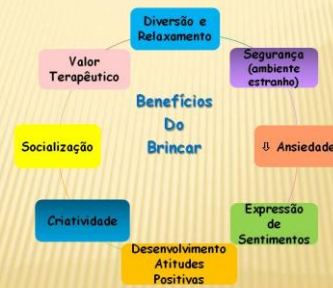 Diversão e
Relaxamento
Segurança
(ambiente
estranho)
⇩ Ansiedade
Expressão
de
Sentimentos
Desenvolvimento
Atitudes
Positivas
Criatividade
Socialização
Valor
Terapêutico
Benefícios
Do
Brincar